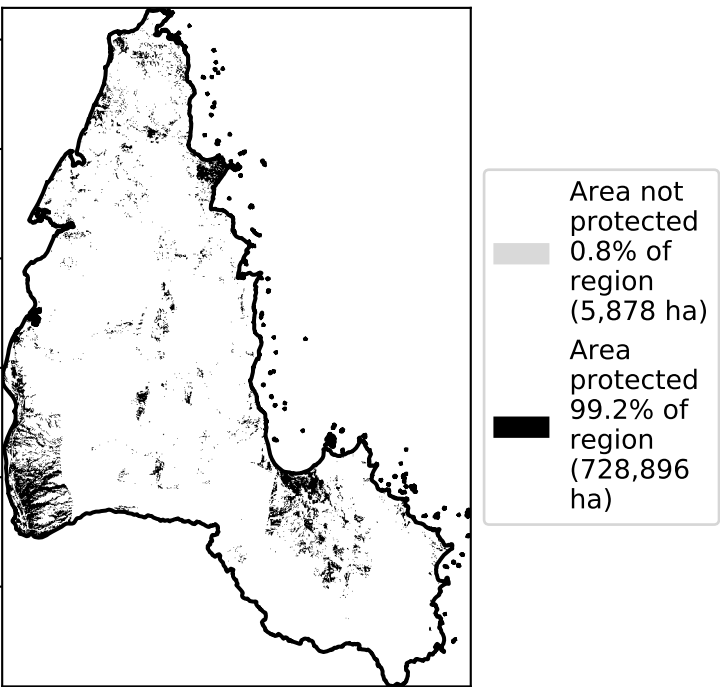 Area not
protected
0.8% of
region
(5,878 ha)
Area
protected
99.2% of
region
(728,896
ha)